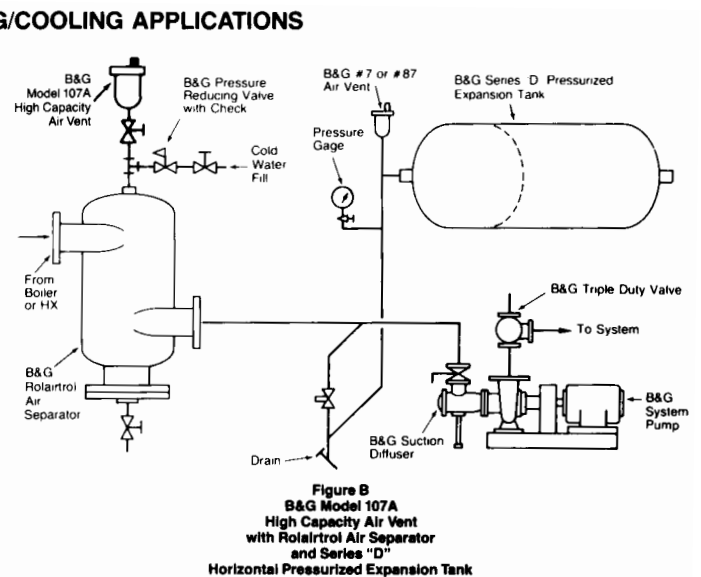 G/COOLING APPLICATIONS
B&G
Model 107A
High Capacity
Air Vent
B&G Pressure
Reducing Valve
with Check
Cold
Water
Fill
B&G #7 or #87
Air Vent
Pressure
Gage
B&G Series 'D' Pressurized
Expansion Tank
From
Boiler
or HX
B&G
Rolairtrol
Air
Separator
B&G Triple Duty Valve
To System
B&G
System
Pump
B&G Suction
Diffuser
Drain
Figure B
B&G Model 107A
High Capacity Air Vent
with Rolairtrol Air Separator
and Series "D"
Horizontal Pressurized Expansion Tank